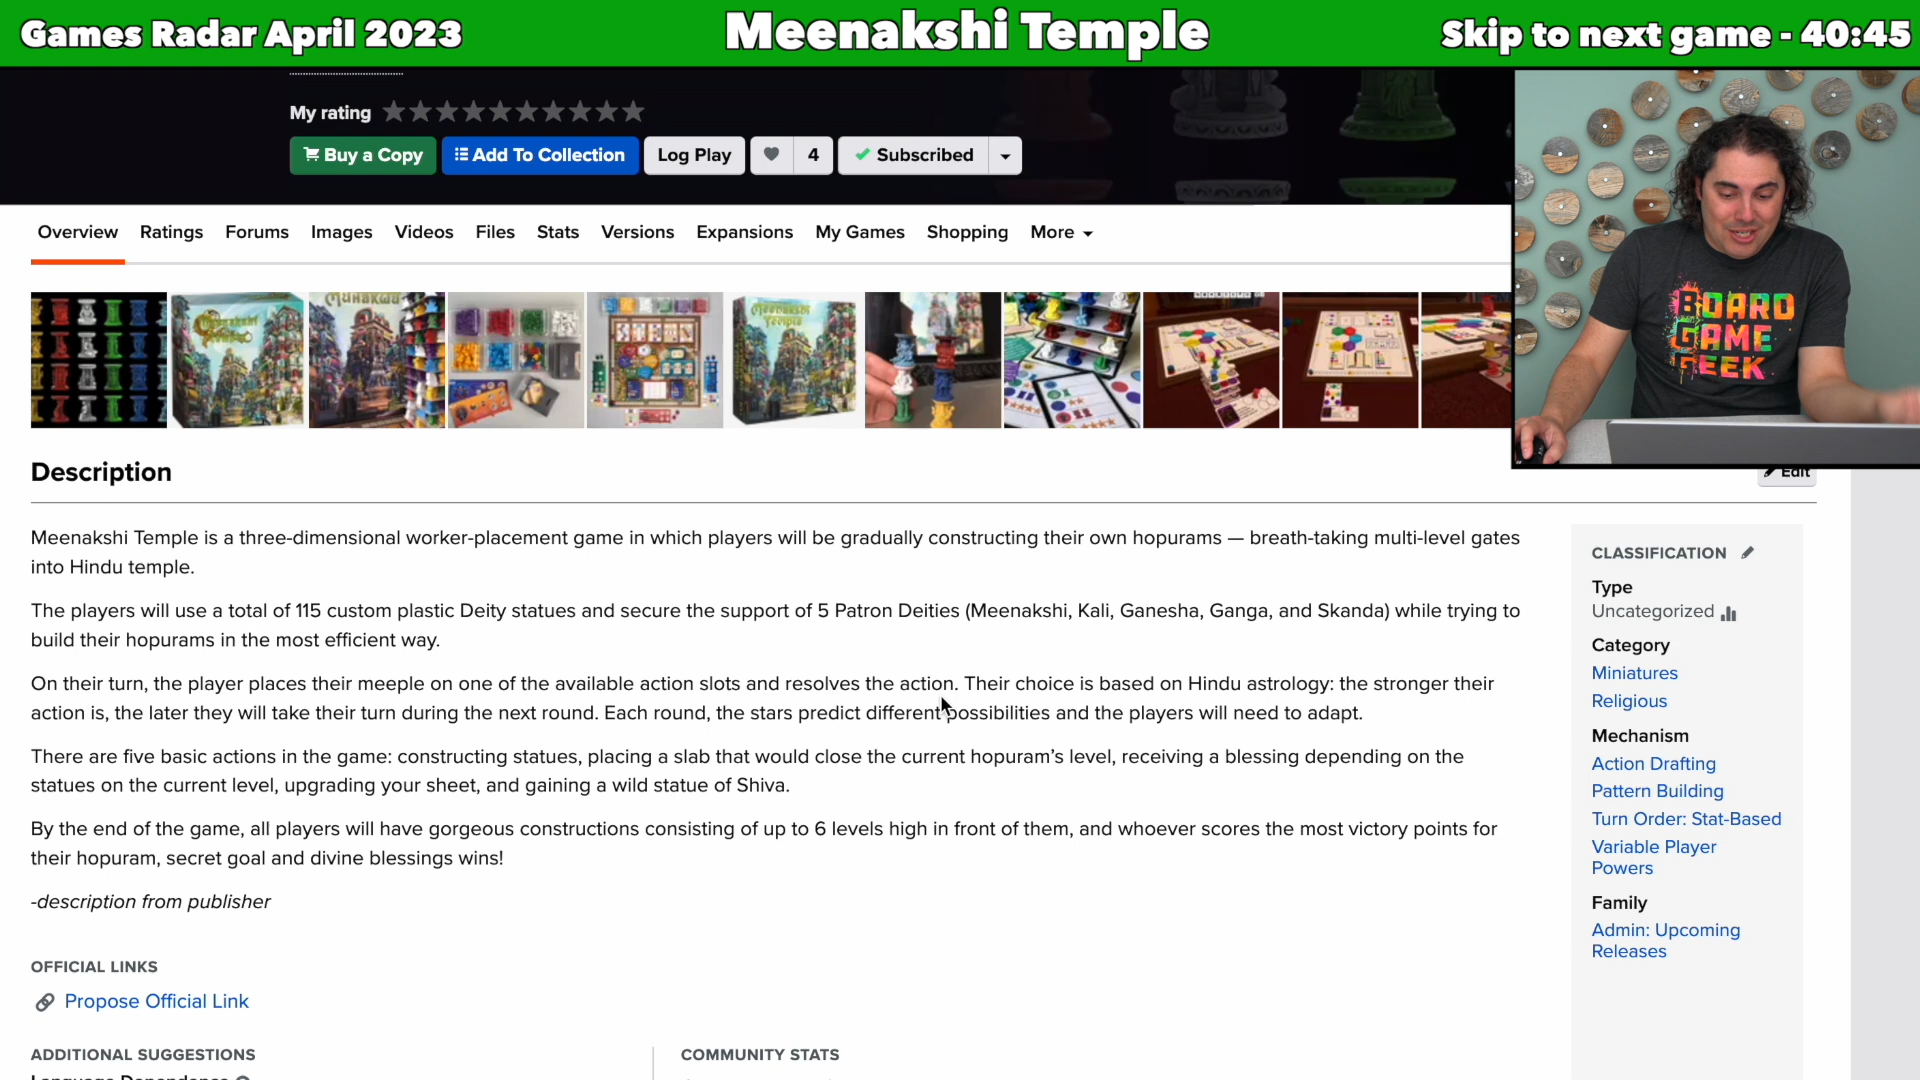 Games Radar April 2023
Meenakshi Temple
Skip to next game - 40:45
My rating
Buy a Copy
Add To Collection
Log Play
4
Subscribed
Overview
Ratings
Forums
Images
Videos
Files
Stats
Versions
Expansions
My Games
Shopping
More
Meenakshi
Temple
BOARD
GAME
GEEK
Description
Edit
Meenakshi Temple is a three-dimensional worker-placement game in which players will be gradually constructing their own hopurams — breath-taking multi-level gates
into Hindu temple.
The players will use a total of 115 custom plastic Deity statues and secure the support of 5 Patron Deities (Meenakshi, Kali, Ganesha, Ganga, and Skanda) while trying to
build their hopurams in the most efficient way.
On their turn, the player places their meeple on one of the available action slots and resolves the action. Their choice is based on Hindu astrology: the stronger their
action is, the later they will take their turn during the next round. Each round, the stars predict different possibilities and the players will need to adapt.
There are five basic actions in the game: constructing statues, placing a slab that would close the current hopuram's level, receiving a blessing depending on the
statues on the current level, upgrading your sheet, and gaining a wild statue of Shiva.
By the end of the game, all players will have gorgeous constructions consisting of up to 6 levels high in front of them, and whoever scores the most victory points for
their hopuram, secret goal and divine blessings wins!
-description from publisher
OFFICIAL LINKS
Propose Official Link
ADDITIONAL SUGGESTIONS
Language Dependence
COMMUNITY STATS
CLASSIFICATION
Type
Uncategorized
Category
Miniatures
Religious
Mechanism
Action Drafting
Pattern Building
Turn Order: Stat-Based
Variable Player
Powers
Family
Admin: Upcoming
Releases